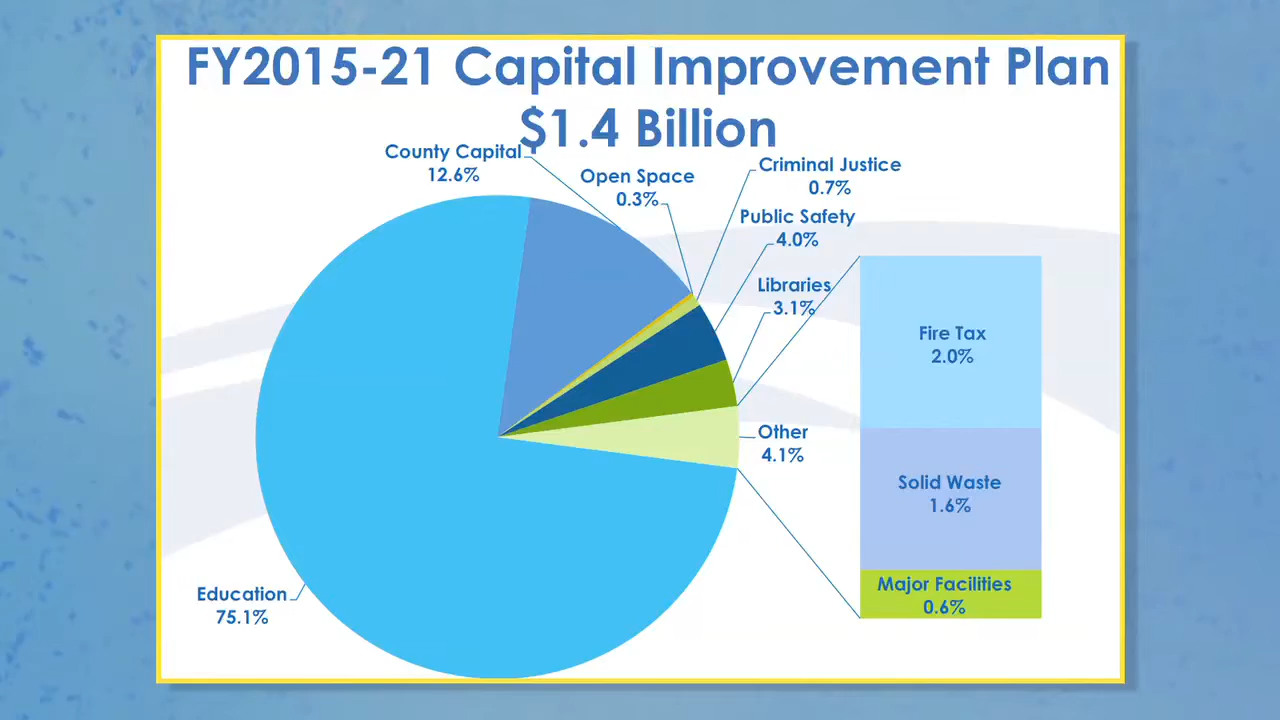 FY2015-21 Capital Improvement Plan
$1.4 Billion
County Capital
12.6%
Open Space
0.3%
Criminal Justice
0.7%
Public Safety
4.0%
Libraries
3.1%
Other
4.1%
Education
75.1%
Fire Tax
2.0%
Solid Waste
1.6%
Major Facilities
0.6%